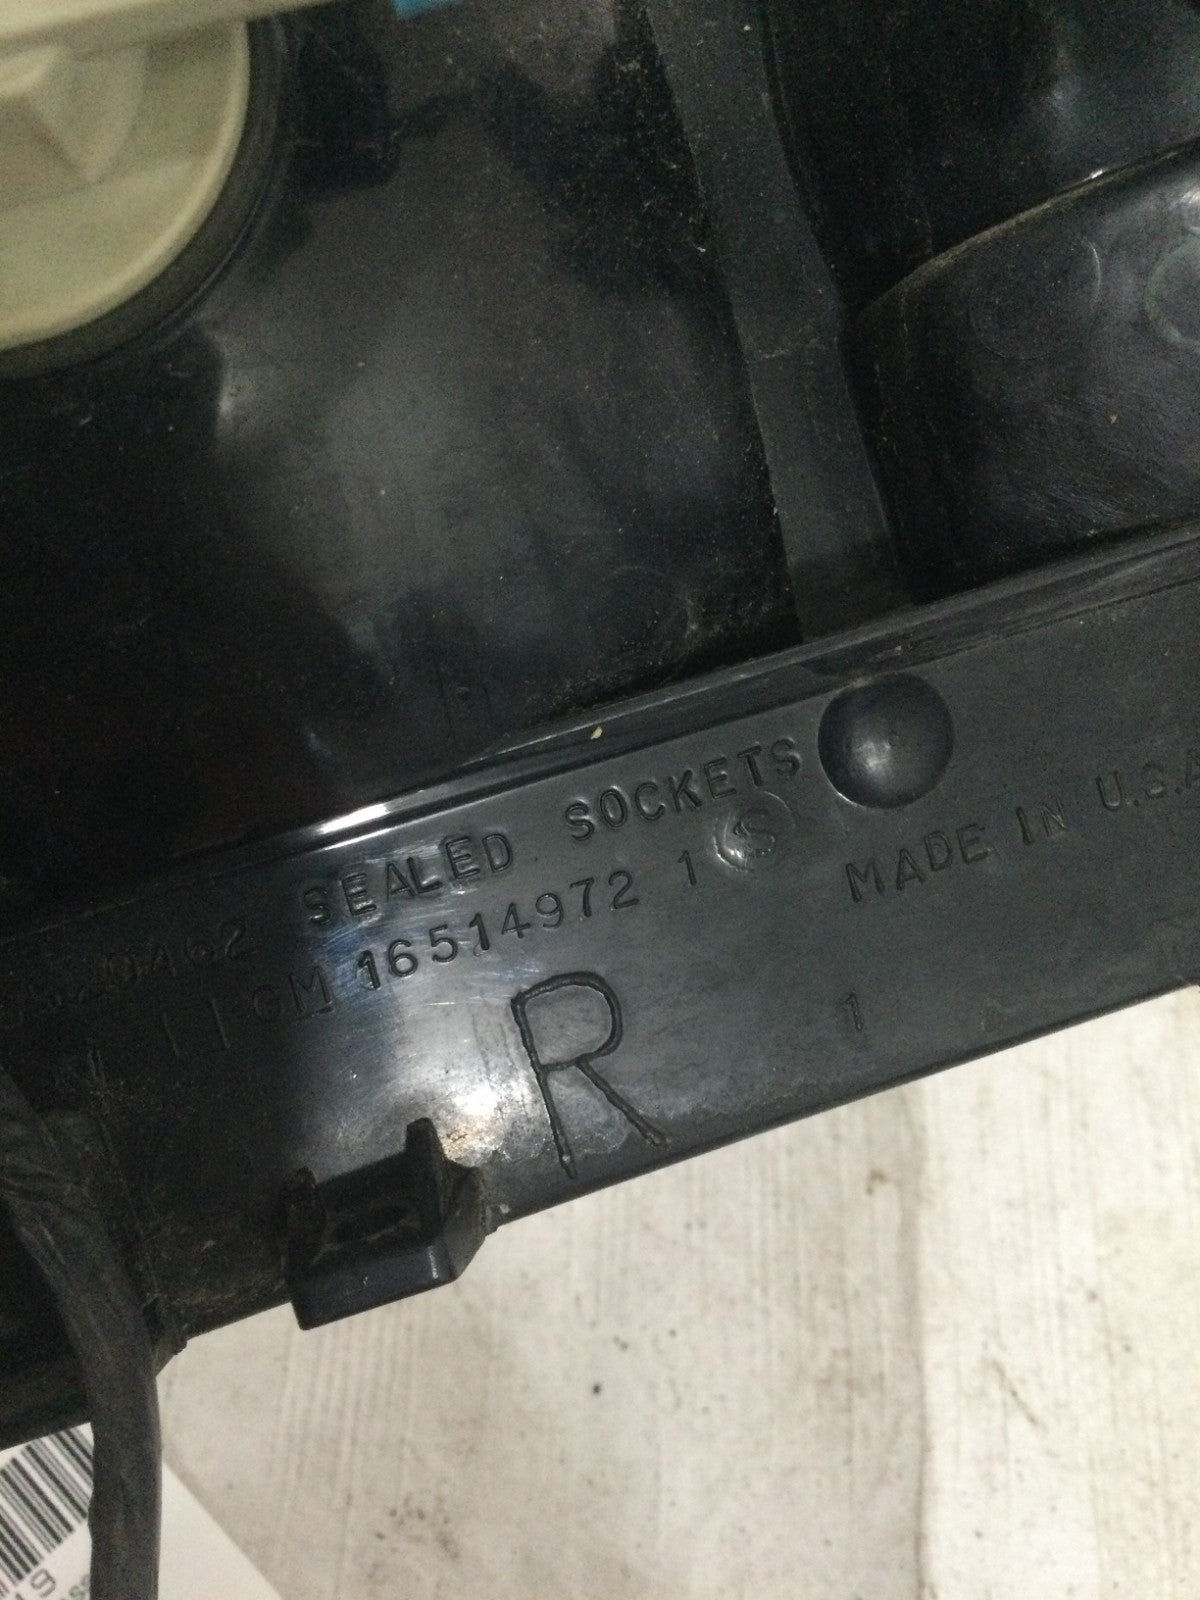 SEALED SOCKETS
GM 16514972 1 S MADE IN U.S.A
R 1